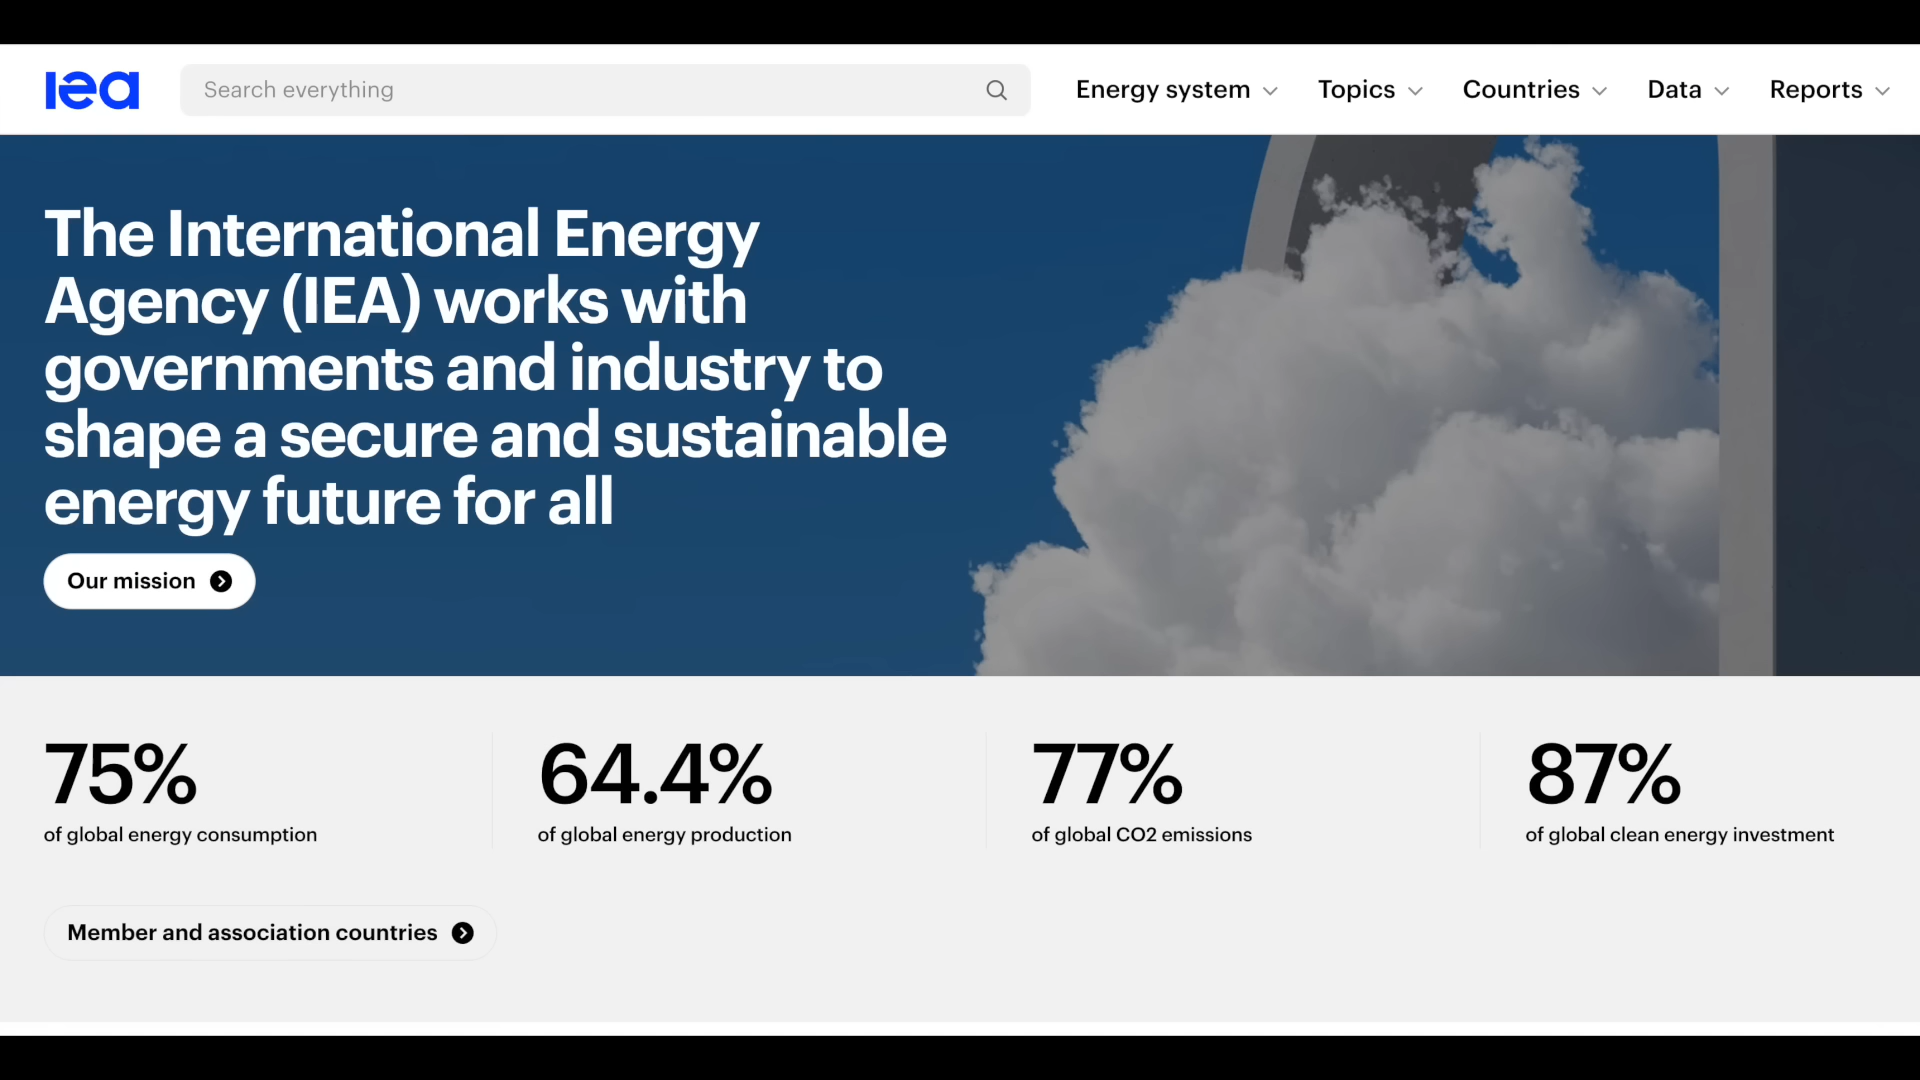 iea
Search everything
Energy system
Topics
Countries
Data
Reports
The International Energy
Agency (IEA) works with
governments and industry to
shape a secure and sustainable
energy future for all
Our mission
75%
of global energy consumption
64.4%
of global energy production
77%
of global CO2 emissions
87%
of global clean energy investment
Member and association countries